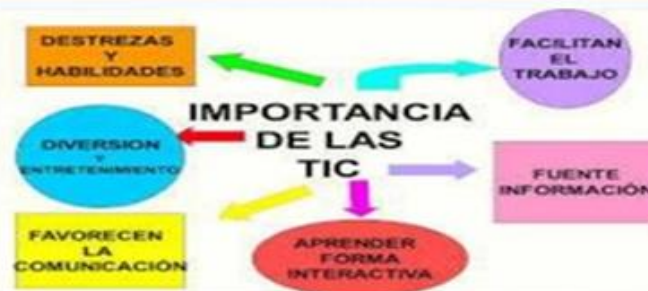 DESTREZAS
Y
HABILIDADES
FACILITAN
EL
TRABAJO
IMPORTANCIA
DE LAS
TIC
DIVERSION
Y
ENTRETENIMIENTO
FUENTE
INFORMACIÓN
FAVORECEN
LA
COMUNICACIÓN
APRENDER
FORMA
INTERACTIVA